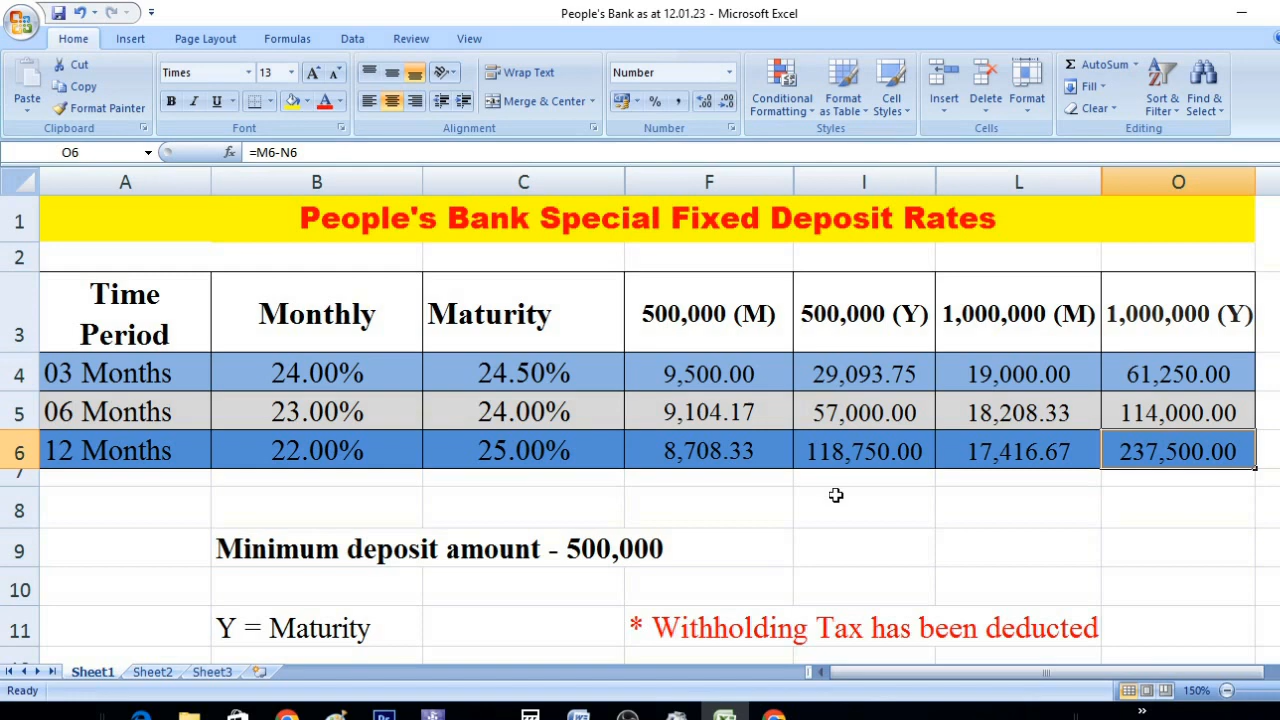 People's Bank as at 12.01.23 - Microsoft Excel
Home Insert Page Layout Formulas Data Review View
Paste Cut Copy Format Painter
Times 13
B I U
Wrap Text
Merge & Center
Number
%
Conditional Formatting
Format as Table
Cell Styles
Insert Delete Format
Σ AutoSum
Fill
Clear
Sort & Filter
Find & Select
Clipboard Font Alignment Number Styles Cells Editing
O6 fx =M6-N6
A B C F I L O
1 People's Bank Special Fixed Deposit Rates
2
3 Time Period Monthly Maturity 500,000 (M) 500,000 (Y) 1,000,000 (M) 1,000,000 (Y)
4 03 Months 24.00% 24.50% 9,500.00 29,093.75 19,000.00 61,250.00
5 06 Months 23.00% 24.00% 9,104.17 57,000.00 18,208.33 114,000.00
6 12 Months 22.00% 25.00% 8,708.33 118,750.00 17,416.67 237,500.00
7
8
9 Minimum deposit amount - 500,000
10
11 Y = Maturity * Withholding Tax has been deducted
Sheet1 Sheet2 Sheet3
Ready 150%